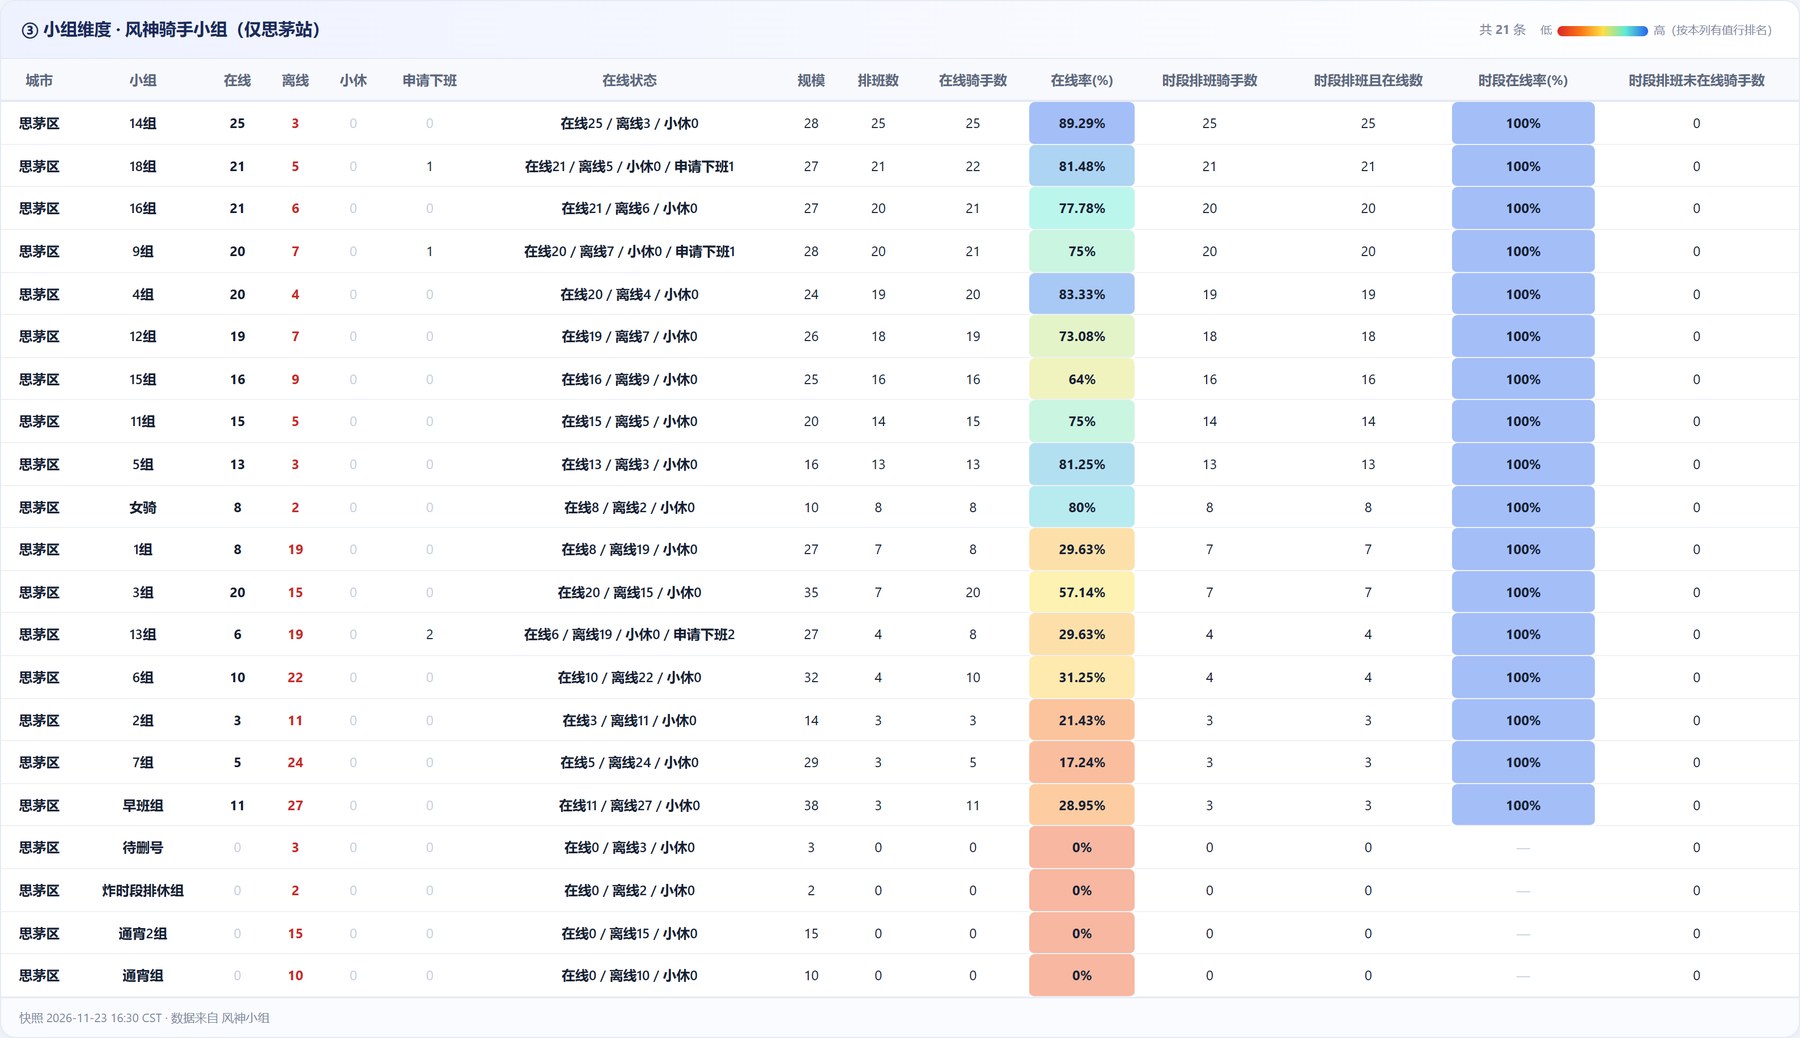 ③ 小组维度 · 风神骑手小组（仅思茅站）
共 21 条 低 高 (按本列有值行排名)
城市 小组 在线 离线 小休 申请下班 在线状态 规模 排班数 在线骑手数 在线率(%) 时段排班骑手数 时段排班且在线数 时段在线率(%) 时段排班未在线骑手数
思茅区 14组 25 3 0 0 在线25 / 离线3 / 小休0 28 25 25 89.29% 25 25 100% 0
思茅区 18组 21 5 0 1 在线21 / 离线5 / 小休0 / 申请下班1 27 21 22 81.48% 21 21 100% 0
思茅区 16组 21 6 0 0 在线21 / 离线6 / 小休0 27 20 21 77.78% 20 20 100% 0
思茅区 9组 20 7 0 1 在线20 / 离线7 / 小休0 / 申请下班1 28 20 21 75% 20 20 100% 0
思茅区 4组 20 4 0 0 在线20 / 离线4 / 小休0 24 19 20 83.33% 19 19 100% 0
思茅区 12组 19 7 0 0 在线19 / 离线7 / 小休0 26 18 19 73.08% 18 18 100% 0
思茅区 15组 16 9 0 0 在线16 / 离线9 / 小休0 25 16 16 64% 16 16 100% 0
思茅区 11组 15 5 0 0 在线15 / 离线5 / 小休0 20 14 15 75% 14 14 100% 0
思茅区 5组 13 3 0 0 在线13 / 离线3 / 小休0 16 13 13 81.25% 13 13 100% 0
思茅区 女骑 8 2 0 0 在线8 / 离线2 / 小休0 10 8 8 80% 8 8 100% 0
思茅区 1组 8 19 0 0 在线8 / 离线19 / 小休0 27 7 8 29.63% 7 7 100% 0
思茅区 3组 20 15 0 0 在线20 / 离线15 / 小休0 35 7 20 57.14% 7 7 100% 0
思茅区 13组 6 19 0 2 在线6 / 离线19 / 小休0 / 申请下班2 27 4 8 29.63% 4 4 100% 0
思茅区 6组 10 22 0 0 在线10 / 离线22 / 小休0 32 4 10 31.25% 4 4 100% 0
思茅区 2组 3 11 0 0 在线3 / 离线11 / 小休0 14 3 3 21.43% 3 3 100% 0
思茅区 7组 5 24 0 0 在线5 / 离线24 / 小休0 29 3 5 17.24% 3 3 100% 0
思茅区 早班组 11 27 0 0 在线11 / 离线27 / 小休0 38 3 11 28.95% 3 3 100% 0
思茅区 待删号 0 3 0 0 在线0 / 离线3 / 小休0 3 0 0 0% 0 0 — 0
思茅区 炸时段排休组 0 2 0 0 在线0 / 离线2 / 小休0 2 0 0 0% 0 0 — 0
思茅区 通宵2组 0 15 0 0 在线0 / 离线15 / 小休0 15 0 0 0% 0 0 — 0
思茅区 通宵组 0 10 0 0 在线0 / 离线10 / 小休0 10 0 0 0% 0 0 — 0
快照 2026-11-23 16:30 CST · 数据来自 风神小组